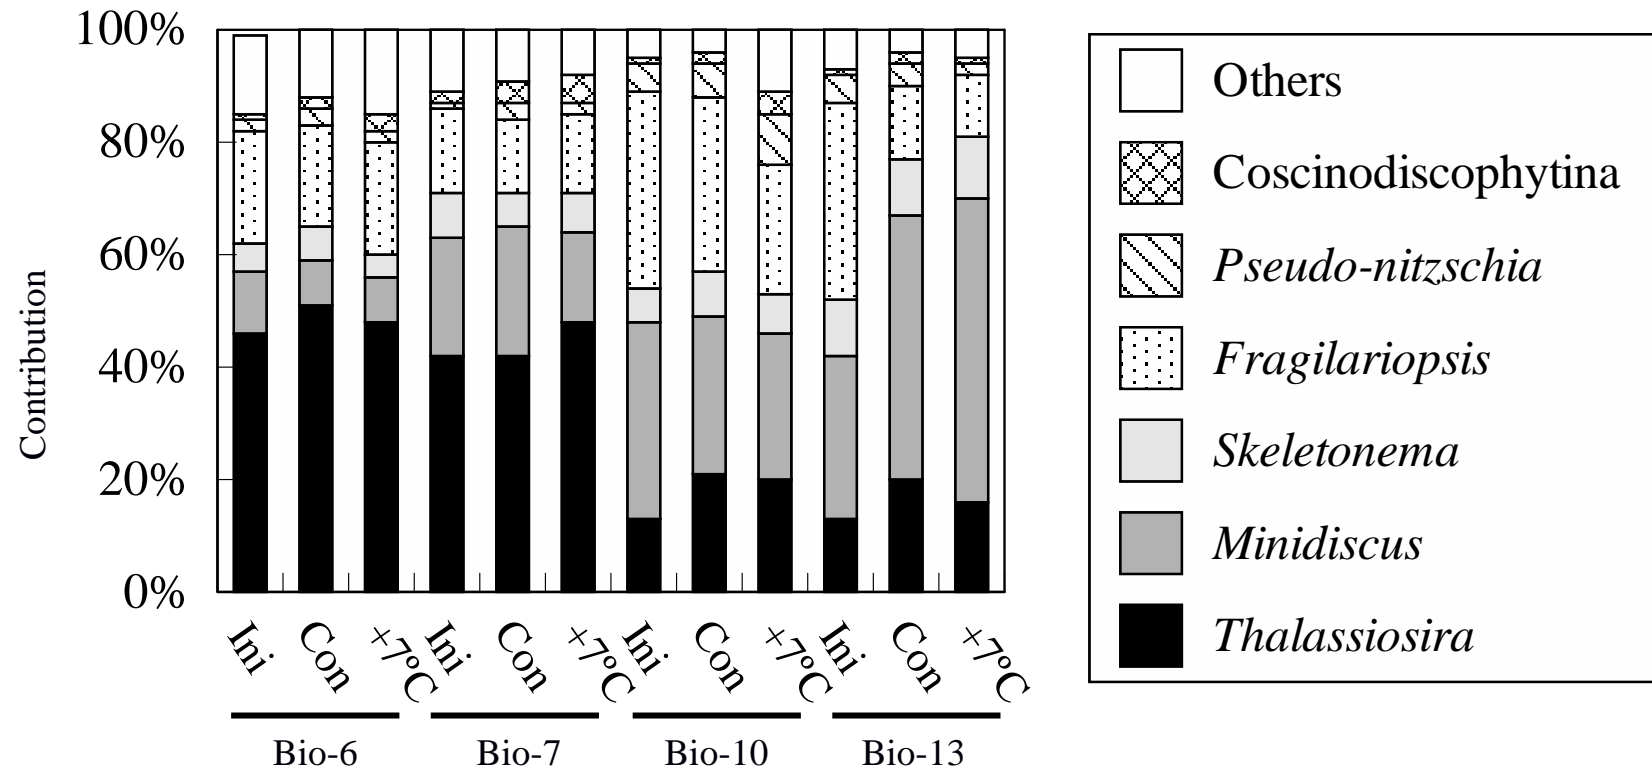 100%
80%
60%
40%
20%
0%
Contribution
Ini
Con
+7°C
Ini
Con
+7°C
Ini
Con
+7°C
Ini
Con
+7°C
Bio-6
Bio-7
Bio-10
Bio-13
Others
Coscinodiscophytina
Pseudo-nitzschia
Fragilariopsis
Skeletonema
Minidiscus
Thalassiosira